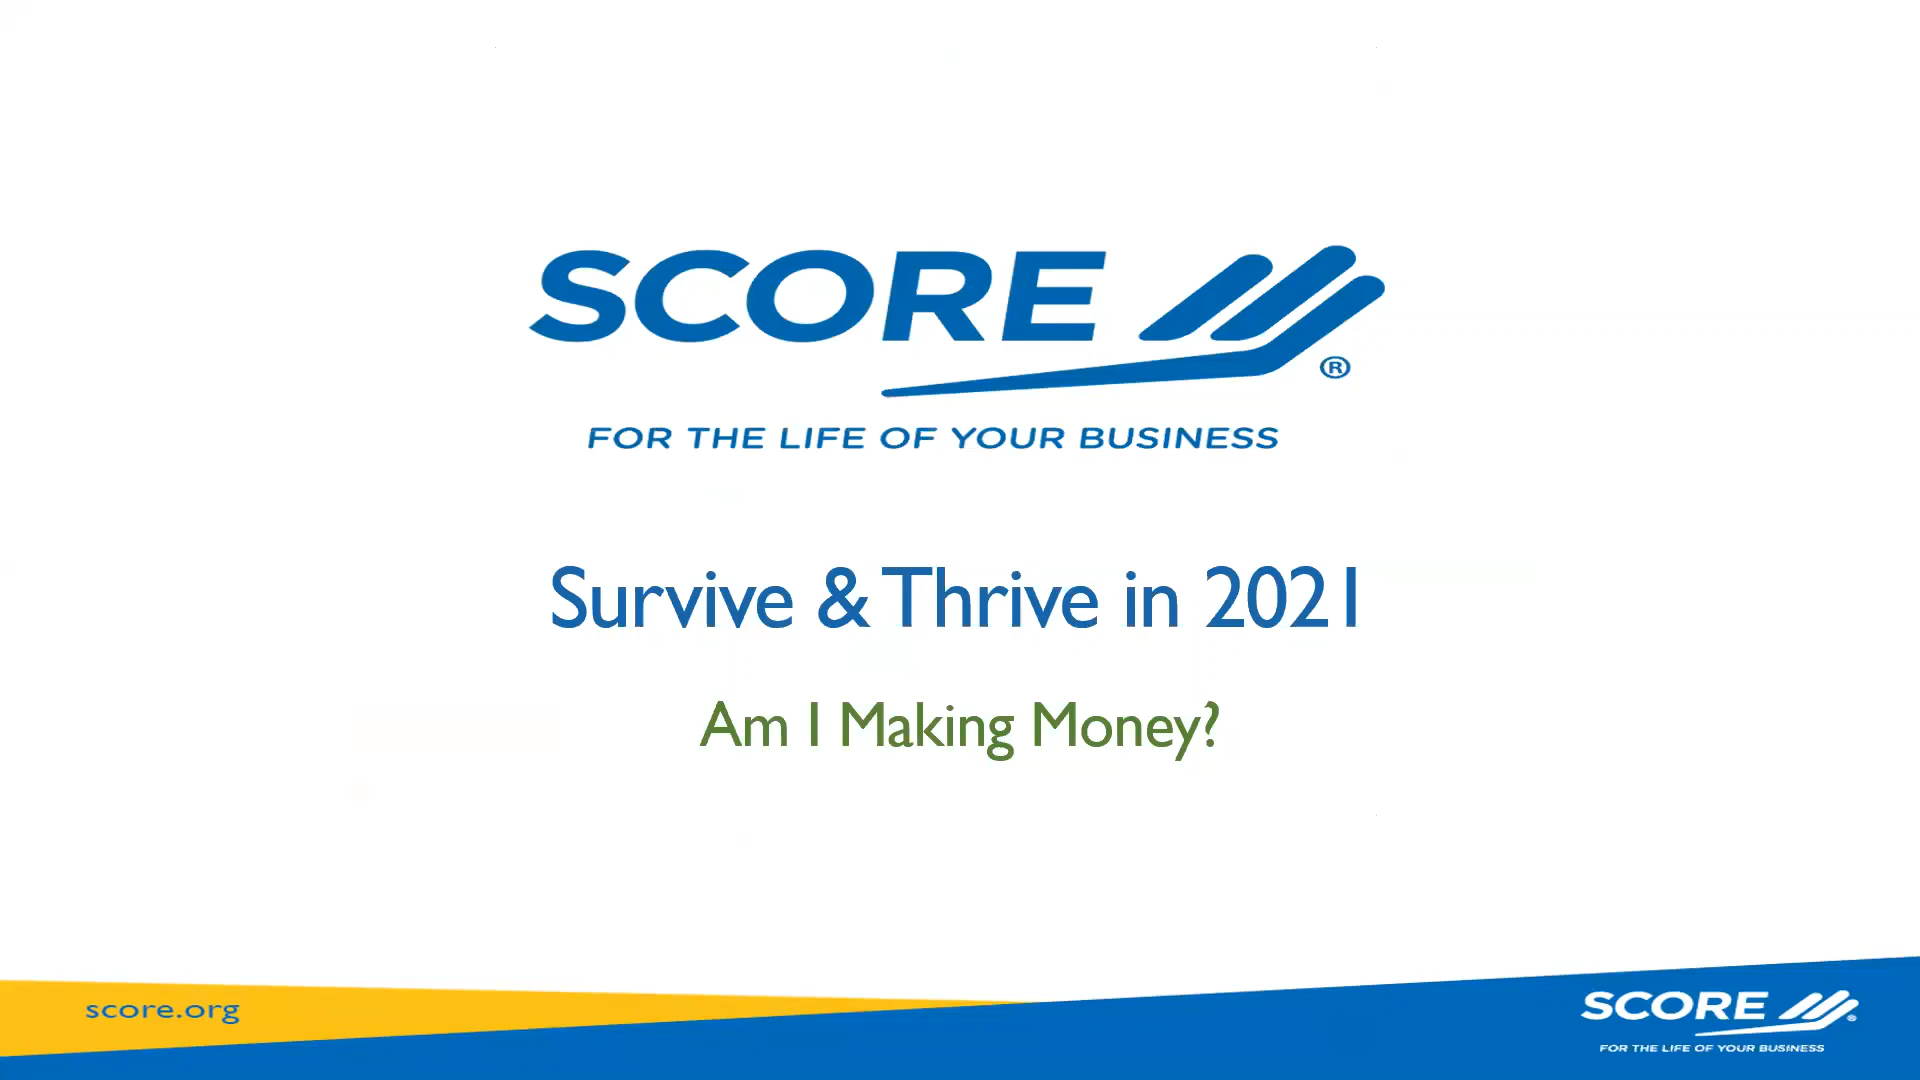 SCORE ®
FOR THE LIFE OF YOUR BUSINESS
Survive & Thrive in 2021
Am I Making Money?
score.org
SCORE ®
FOR THE LIFE OF YOUR BUSINESS